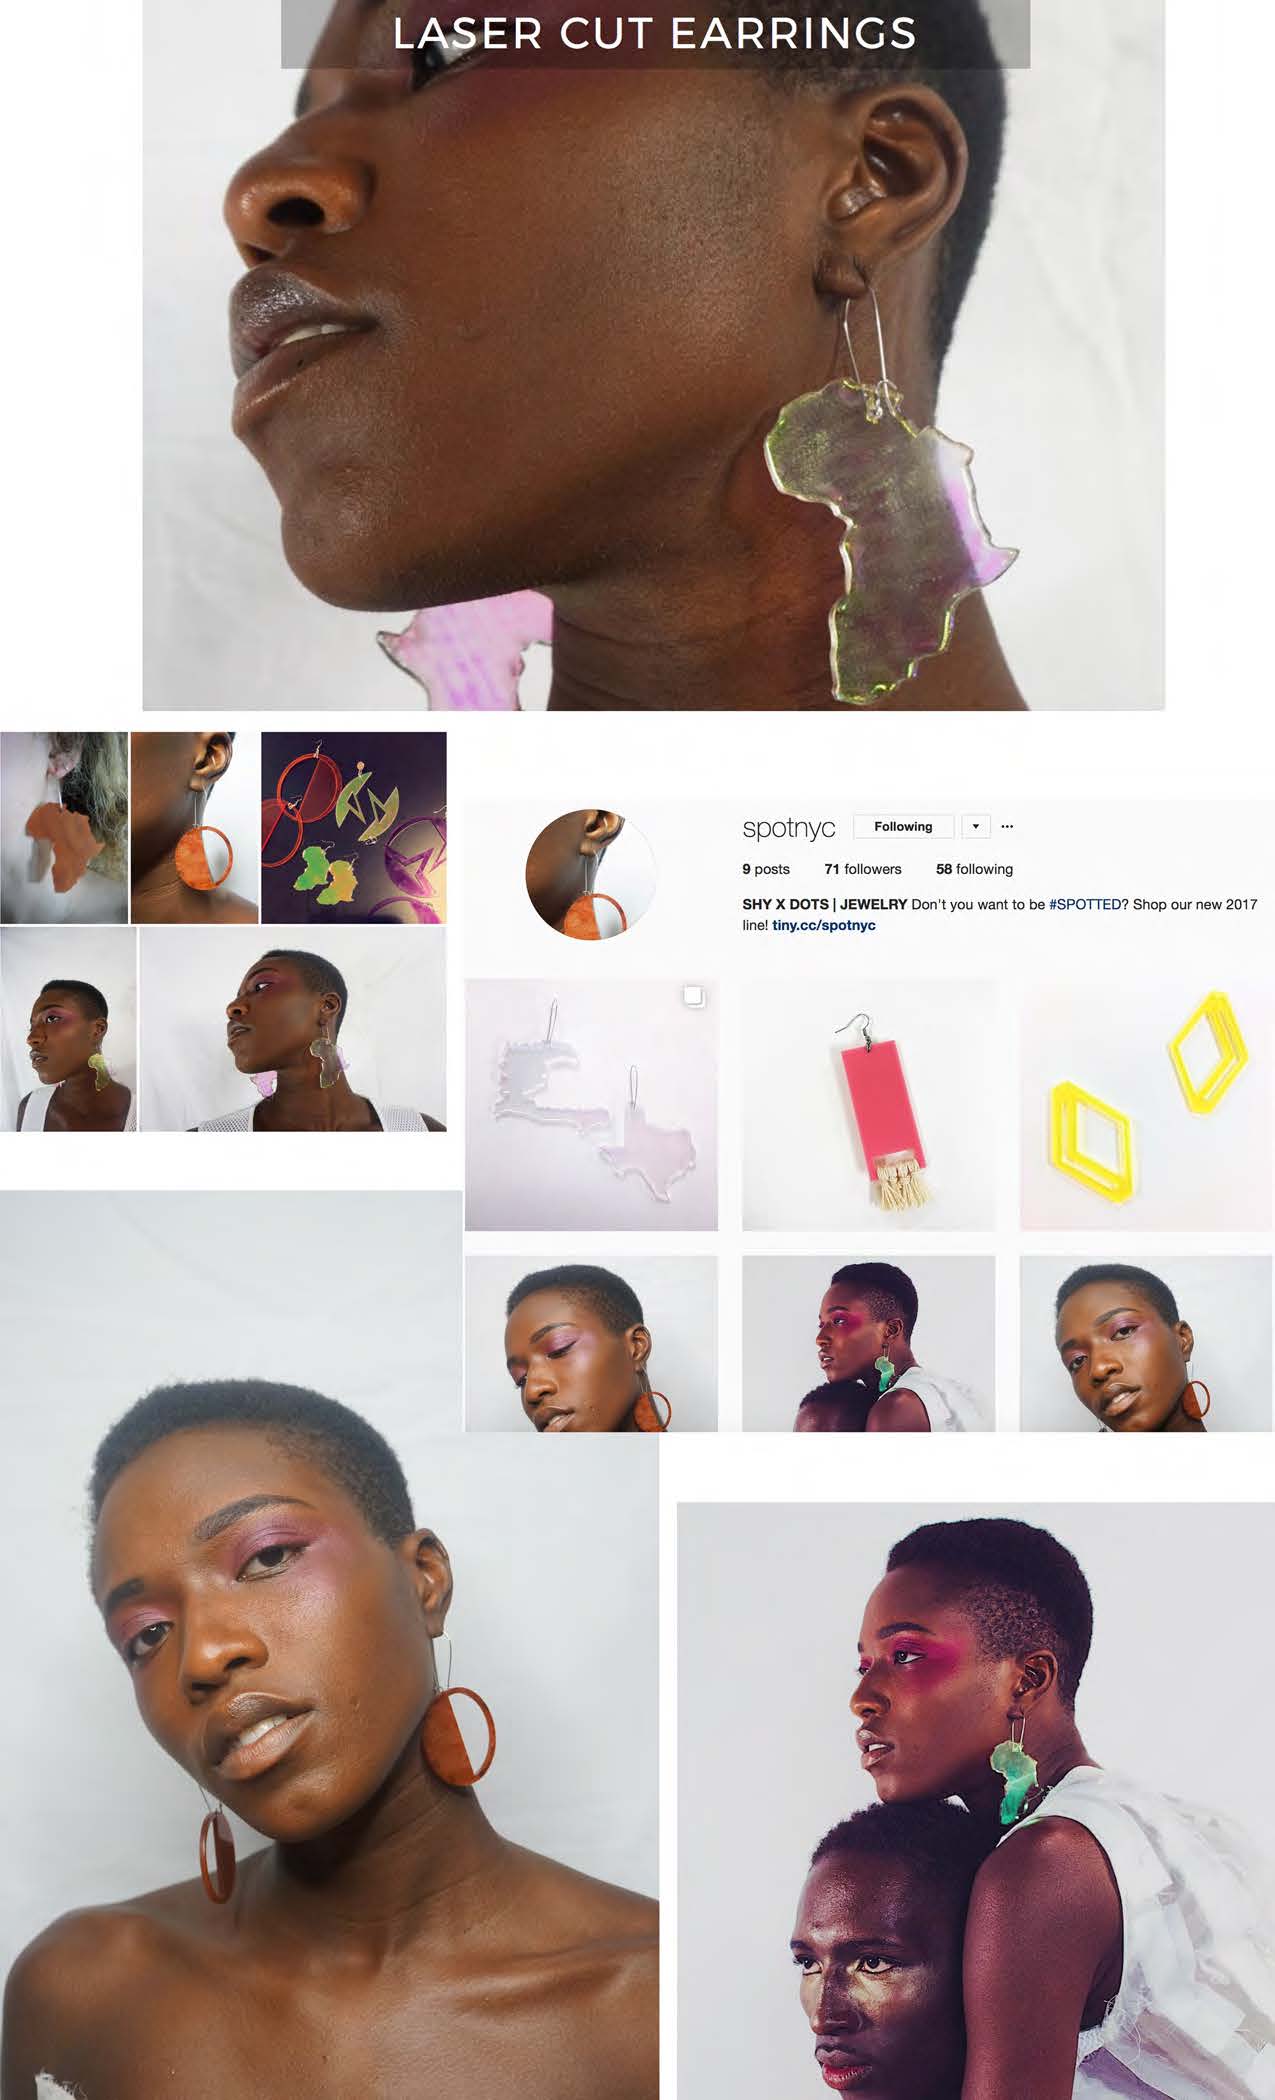 LASER CUT EARRINGS
spotnyc Following
9 posts 71 followers 58 following
SHY X DOTS | JEWELRY Don't you want to be #SPOTTED? Shop our new 2017
line! tiny.cc/spotnyc